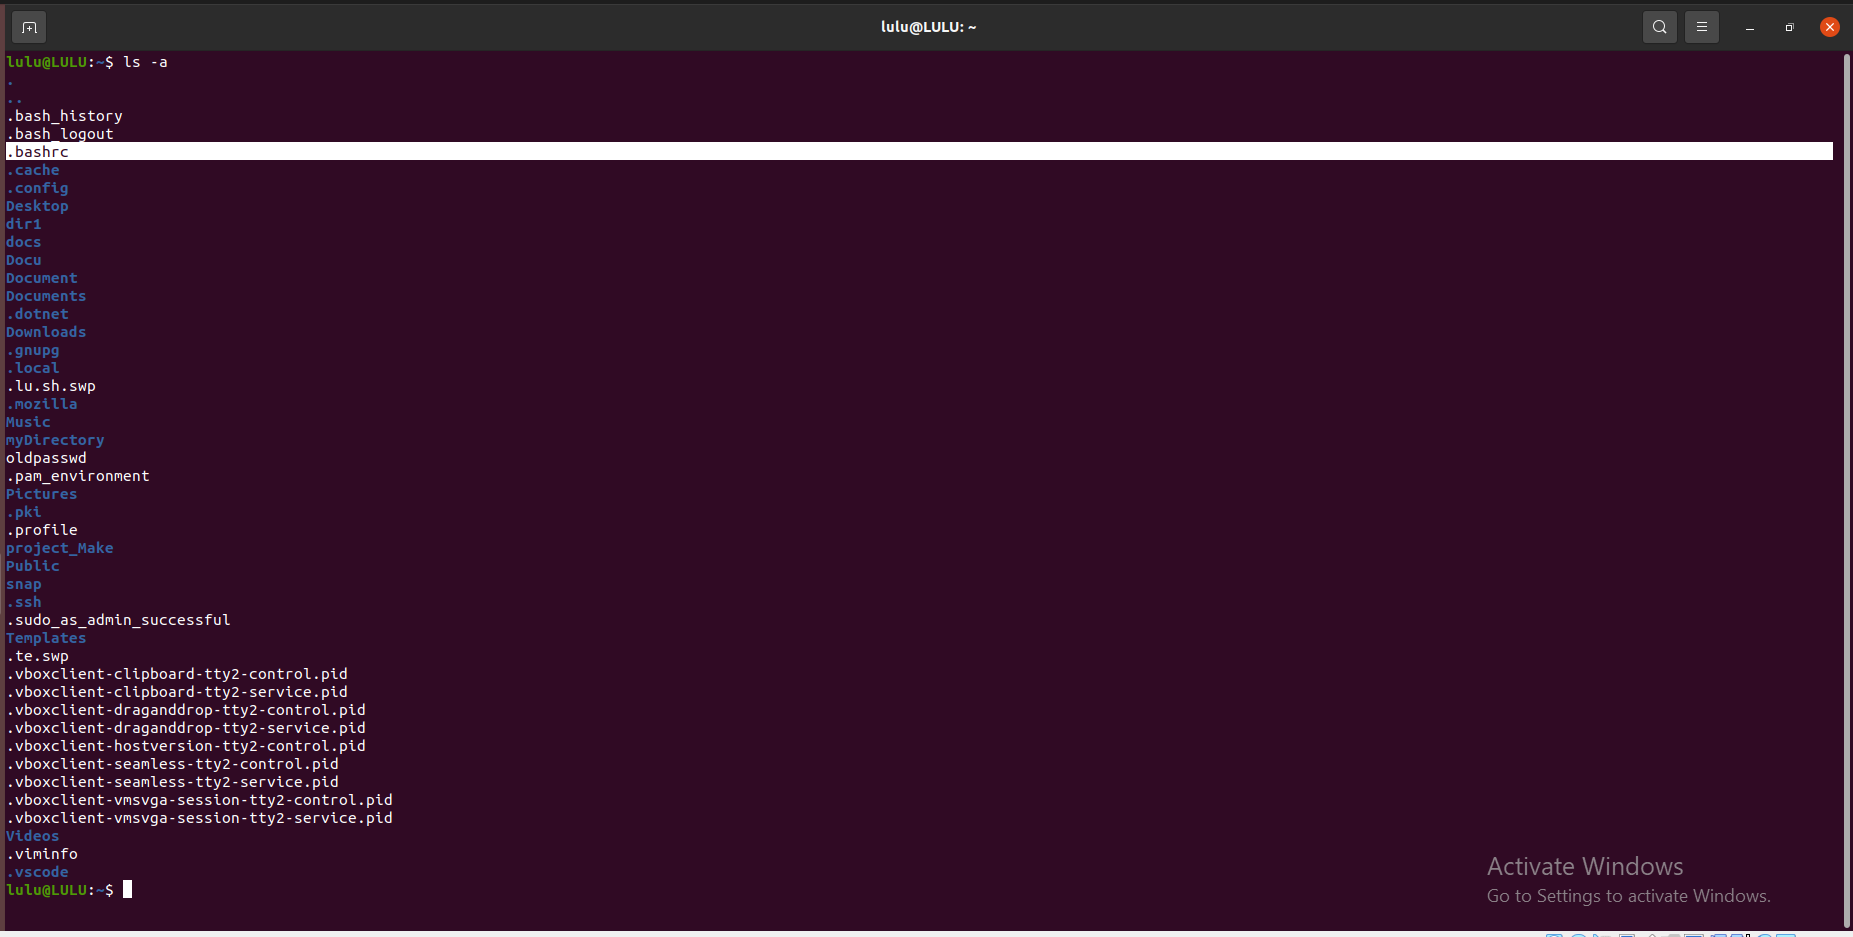 lulu@LULU: ~
lulu@LULU:~$ ls -a
.
..
.bash_history
.bash_logout
.bashrc
.cache
.config
Desktop
dir1
docs
Docu
Document
Documents
.dotnet
Downloads
.gnupg
.local
.lu.sh.swp
.mozilla
Music
myDirectory
oldpasswd
.pam_environment
Pictures
.pki
.profile
project_Make
Public
snap
.ssh
.sudo_as_admin_successful
Templates
.te.swp
.vboxclient-clipboard-tty2-control.pid
.vboxclient-clipboard-tty2-service.pid
.vboxclient-draganddrop-tty2-control.pid
.vboxclient-draganddrop-tty2-service.pid
.vboxclient-hostversion-tty2-control.pid
.vboxclient-seamless-tty2-control.pid
.vboxclient-seamless-tty2-service.pid
.vboxclient-vmsvga-session-tty2-control.pid
.vboxclient-vmsvga-session-tty2-service.pid
Videos
.viminfo
.vscode
lulu@LULU:~$
Activate Windows
Go to Settings to activate Windows.